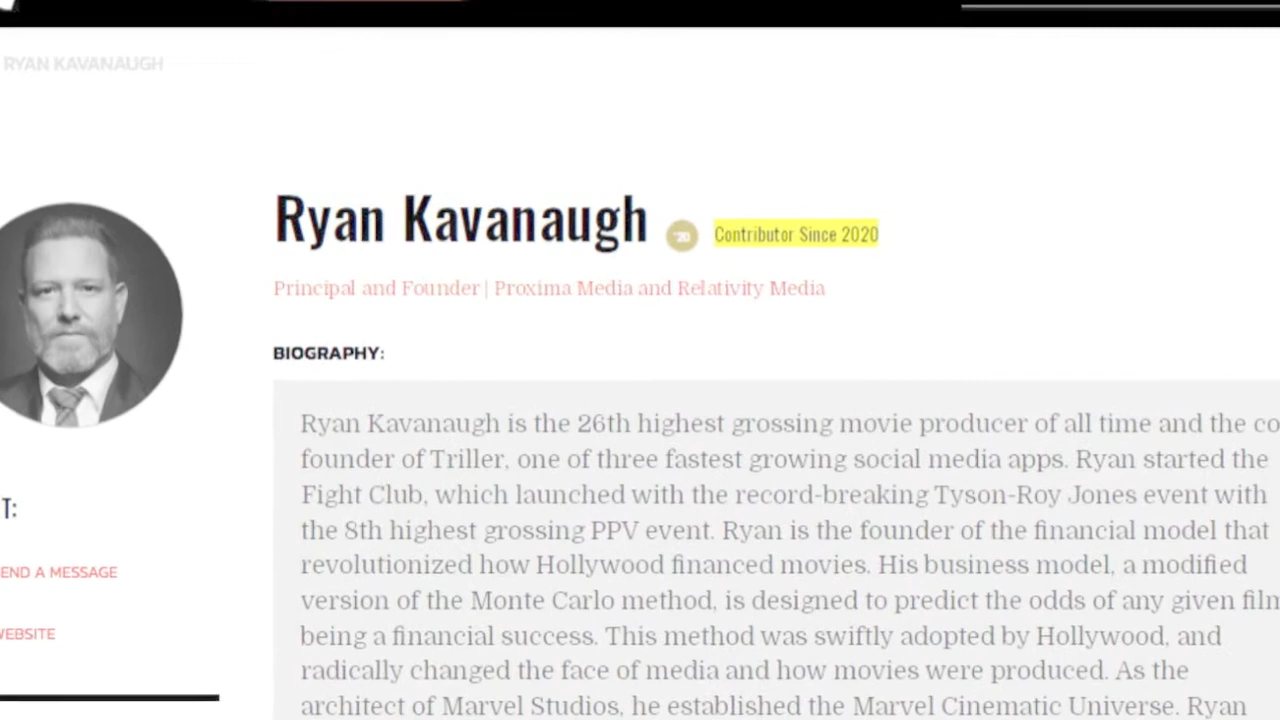 RYAN KAVANAUGH
Ryan Kavanaugh '20 Contributor Since 2020
Principal and Founder | Proxima Media and Relativity Media
BIOGRAPHY:
Ryan Kavanaugh is the 26th highest grossing movie producer of all time and the co
founder of Triller, one of three fastest growing social media apps. Ryan started the
Fight Club, which launched with the record-breaking Tyson-Roy Jones event with
the 8th highest grossing PPV event. Ryan is the founder of the financial model that
revolutionized how Hollywood financed movies. His business model, a modified
version of the Monte Carlo method, is designed to predict the odds of any given film
being a financial success. This method was swiftly adopted by Hollywood, and
radically changed the face of media and how movies were produced. As the
architect of Marvel Studios, he established the Marvel Cinematic Universe. Ryan
T:
END A MESSAGE
WEBSITE